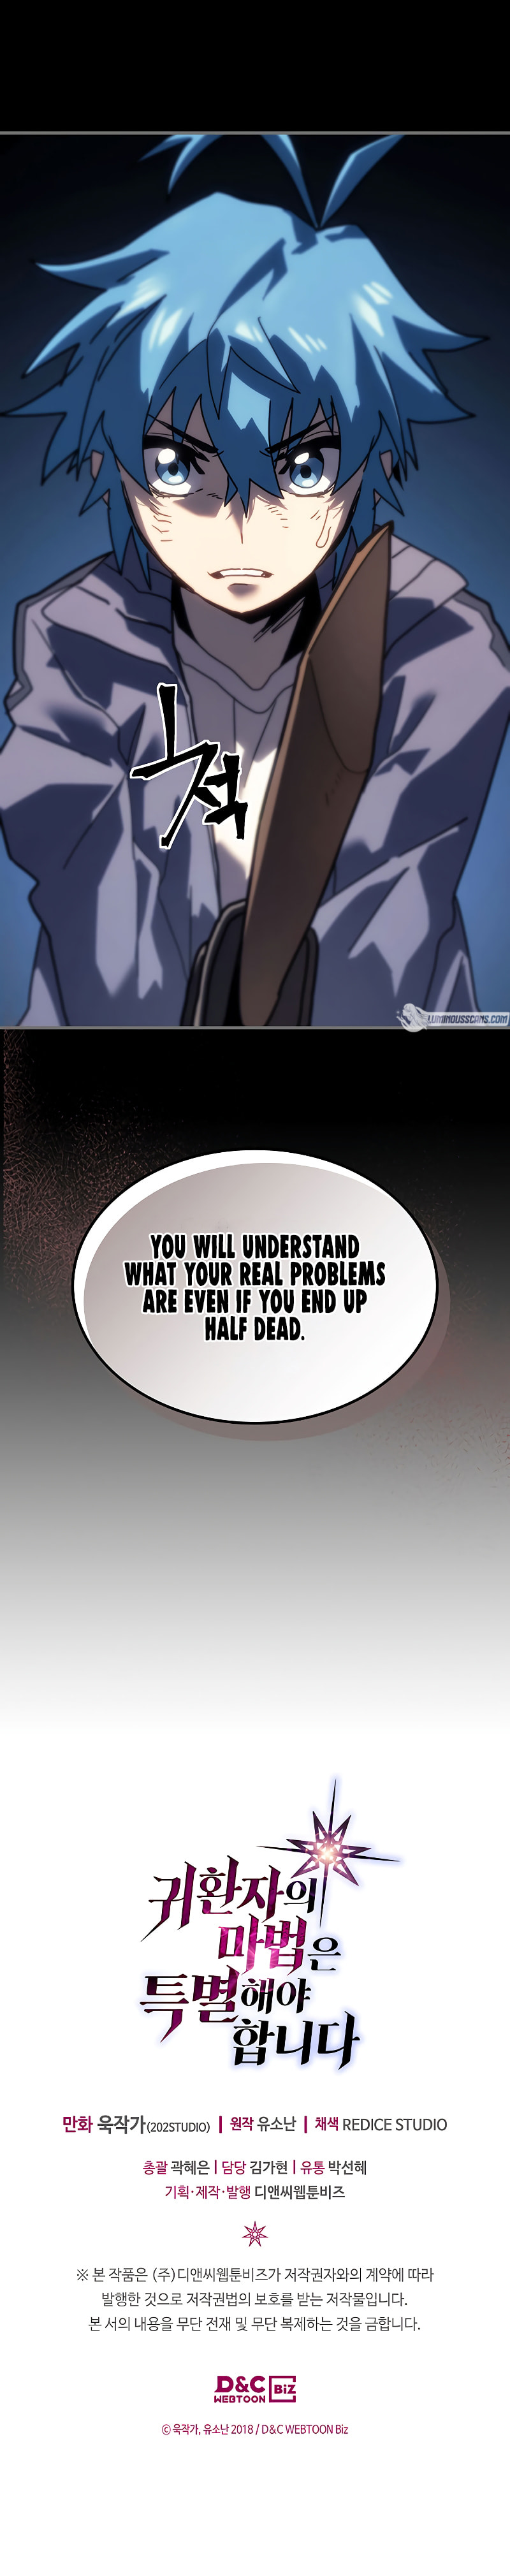 느적
LUMINOUSSCANS.COM
YOU WILL UNDERSTAND
WHAT YOUR REAL PROBLEMS
ARE EVEN IF YOU END UP
HALF DEAD.
귀환자의
마법은
특별해야
합니다
만화 욱작가(202STUDIO) | 원작 유소난 | 채색 REDICE STUDIO
총괄 곽혜은 | 담당 김가현 | 유통 박선혜
기획·제작·발행 디앤씨웹툰비즈
※ 본 작품은 (주)디앤씨웹툰비즈가 저작권자와의 계약에 따라
발행한 것으로 저작권법의 보호를 받는 저작물입니다.
본 서의 내용을 무단 전재 및 무단 복제하는 것을 금합니다.
D&C
WEBTOON BiZ
© 욱작가, 유소난 2018 / D&C WEBTOON Biz